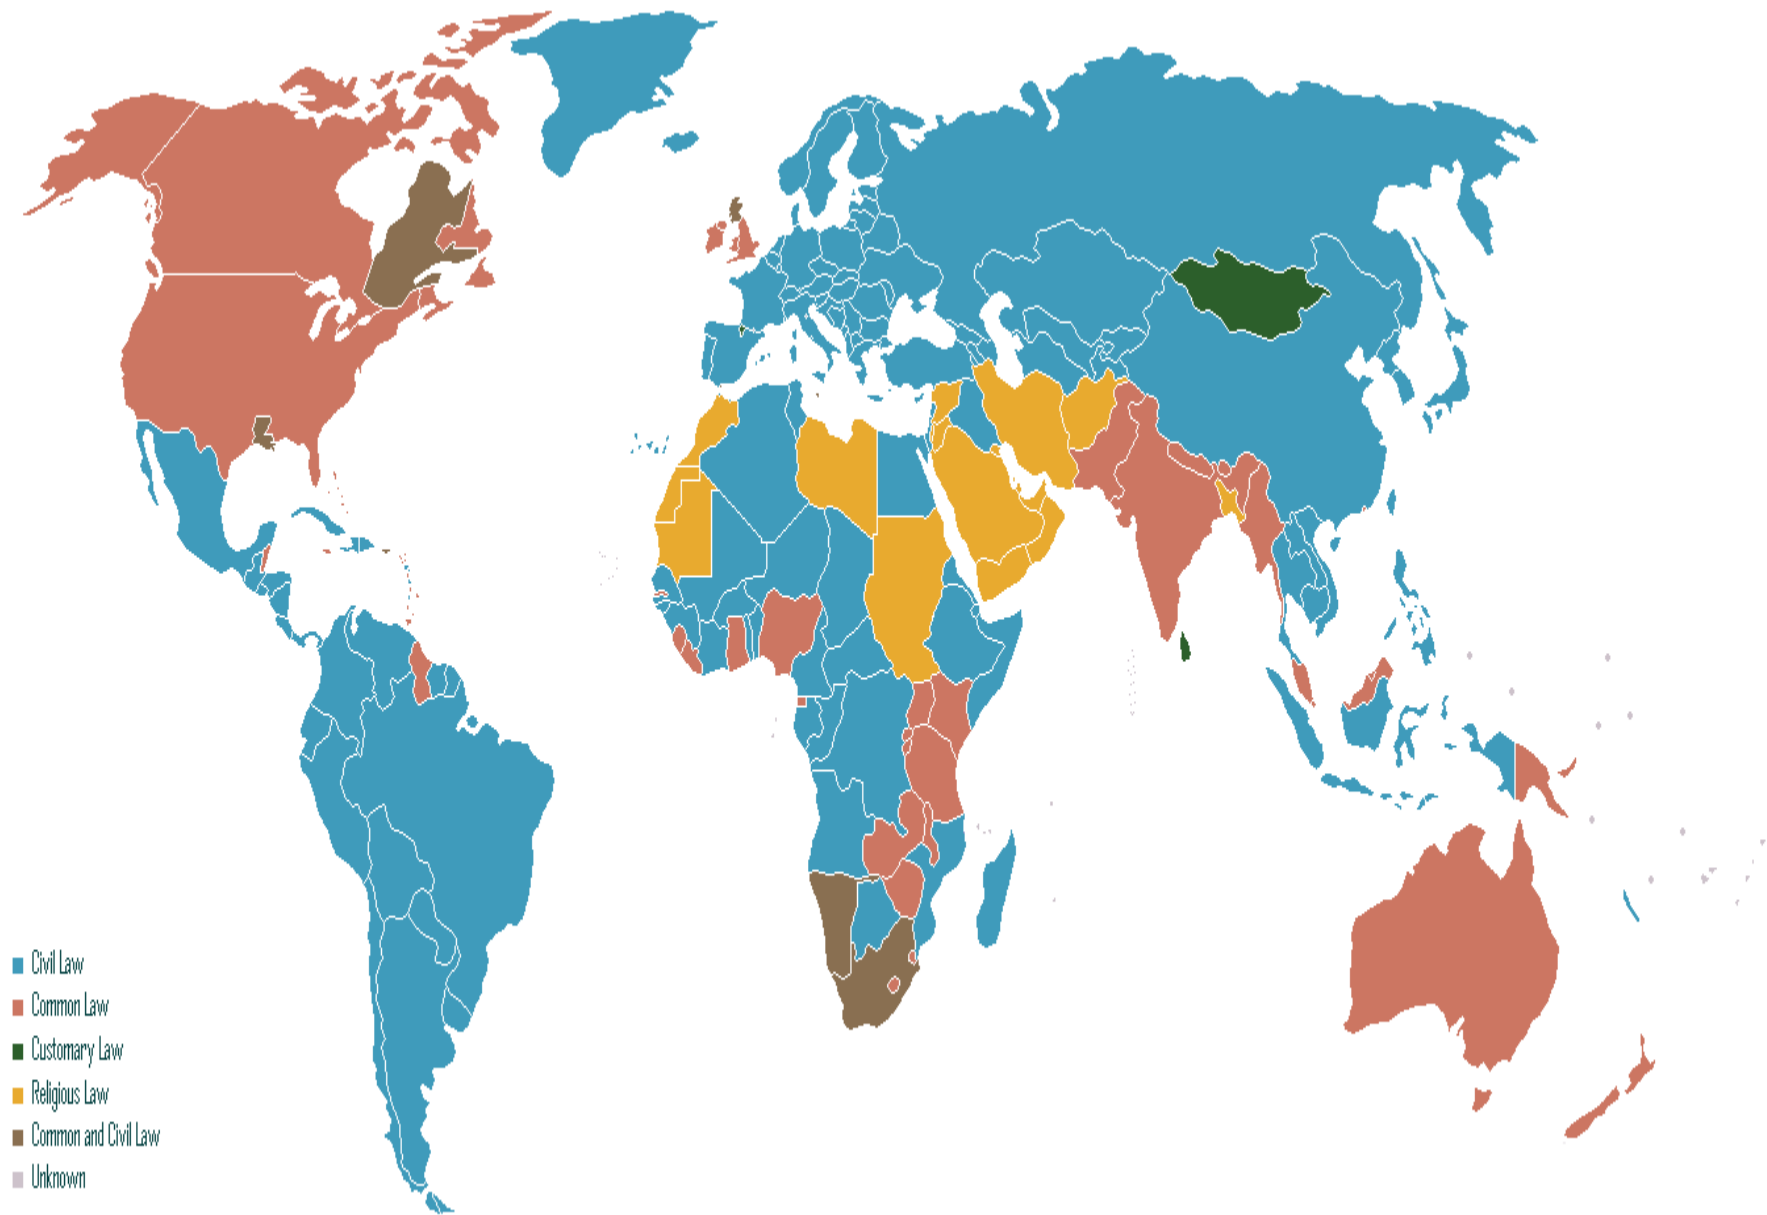 Civil Law
Common Law
Customary Law
Religious Law
Common and Civil Law
Unknown